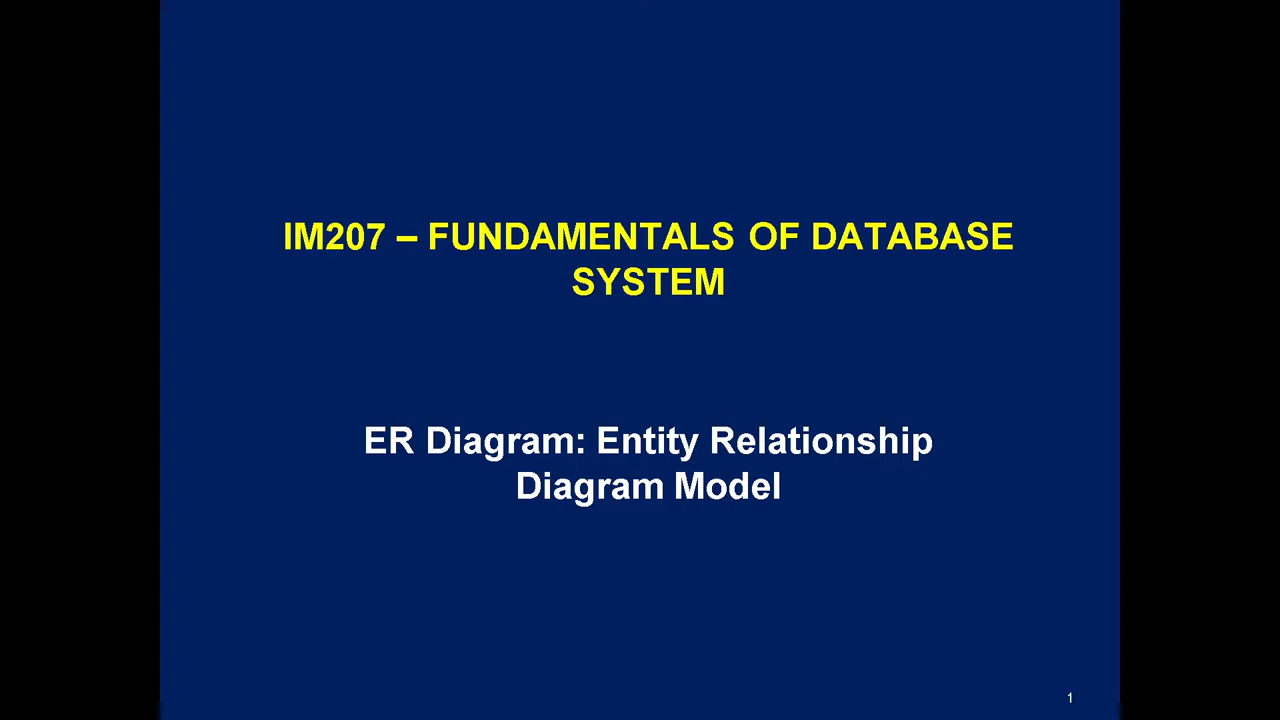 IM207 – FUNDAMENTALS OF DATABASE
SYSTEM
ER Diagram: Entity Relationship
Diagram Model
1